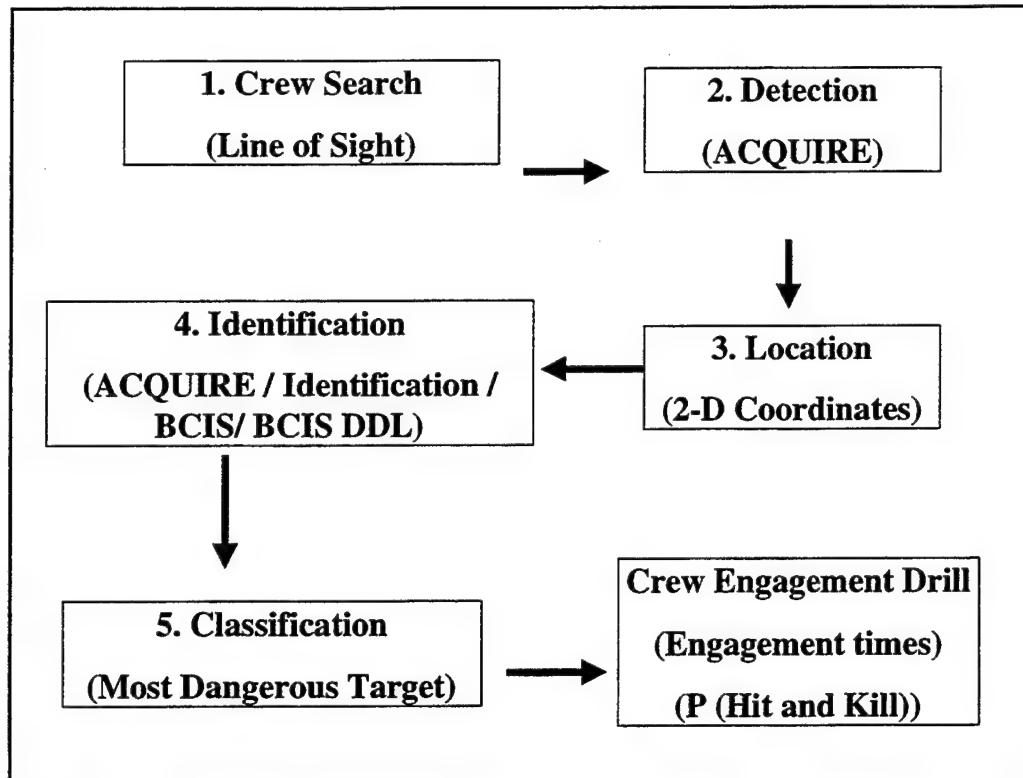 1. Crew Search
(Line of Sight)
2. Detection
(ACQUIRE)
3. Location
(2-D Coordinates)
4. Identification
(ACQUIRE / Identification /
BCIS/ BCIS DDL)
5. Classification
(Most Dangerous Target)
Crew Engagement Drill
(Engagement times)
(P (Hit and Kill))